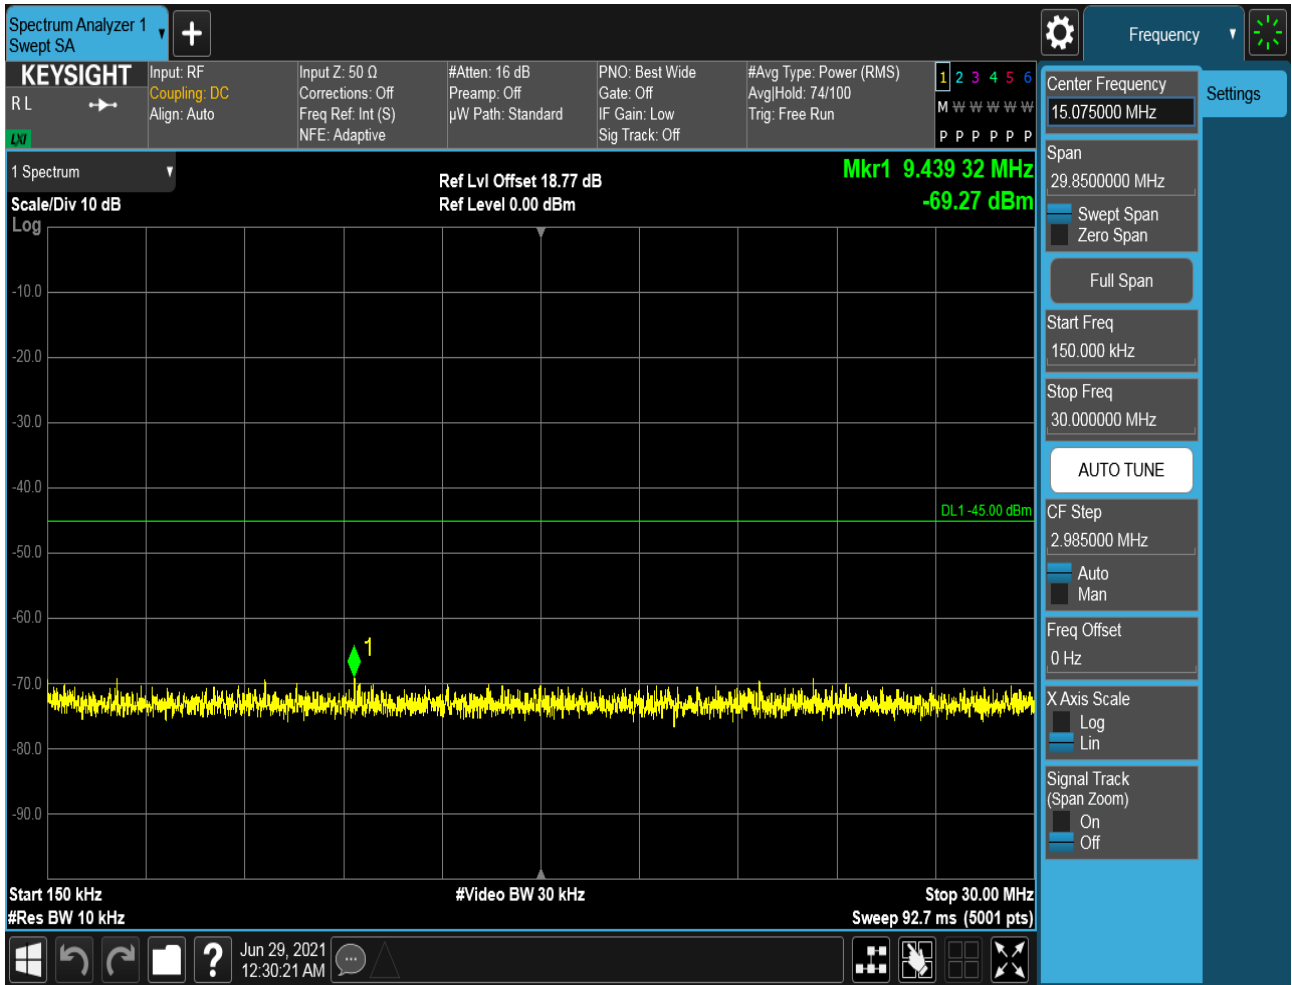 Spectrum Analyzer 1
Swept SA
Frequency
KEYSIGHT
R L
LXI
Input: RF
Coupling: DC
Align: Auto
Input Z: 50 Ω
Corrections: Off
Freq Ref: Int (S)
NFE: Adaptive
#Atten: 16 dB
Preamp: Off
µW Path: Standard
PNO: Best Wide
Gate: Off
IF Gain: Low
Sig Track: Off
#Avg Type: Power (RMS)
Avg|Hold: 74/100
Trig: Free Run
1 2 3 4 5 6
M W W W W W
P P P P P P
1 Spectrum
Scale/Div 10 dB
Log
Ref Lvl Offset 18.77 dB
Ref Level 0.00 dBm
Mkr1 9.439 32 MHz
-69.27 dBm
-10.0
-20.0
-30.0
-40.0
DL1 -45.00 dBm
-50.0
-60.0
1
-70.0
-80.0
-90.0
Start 150 kHz
#Res BW 10 kHz
#Video BW 30 kHz
Stop 30.00 MHz
Sweep 92.7 ms (5001 pts)
?
Jun 29, 2021
12:30:21 AM
Center Frequency
15.075000 MHz
Settings
Span
29.8500000 MHz
Swept Span
Zero Span
Full Span
Start Freq
150.000 kHz
Stop Freq
30.000000 MHz
AUTO TUNE
CF Step
2.985000 MHz
Auto
Man
Freq Offset
0 Hz
X Axis Scale
Log
Lin
Signal Track
(Span Zoom)
On
Off